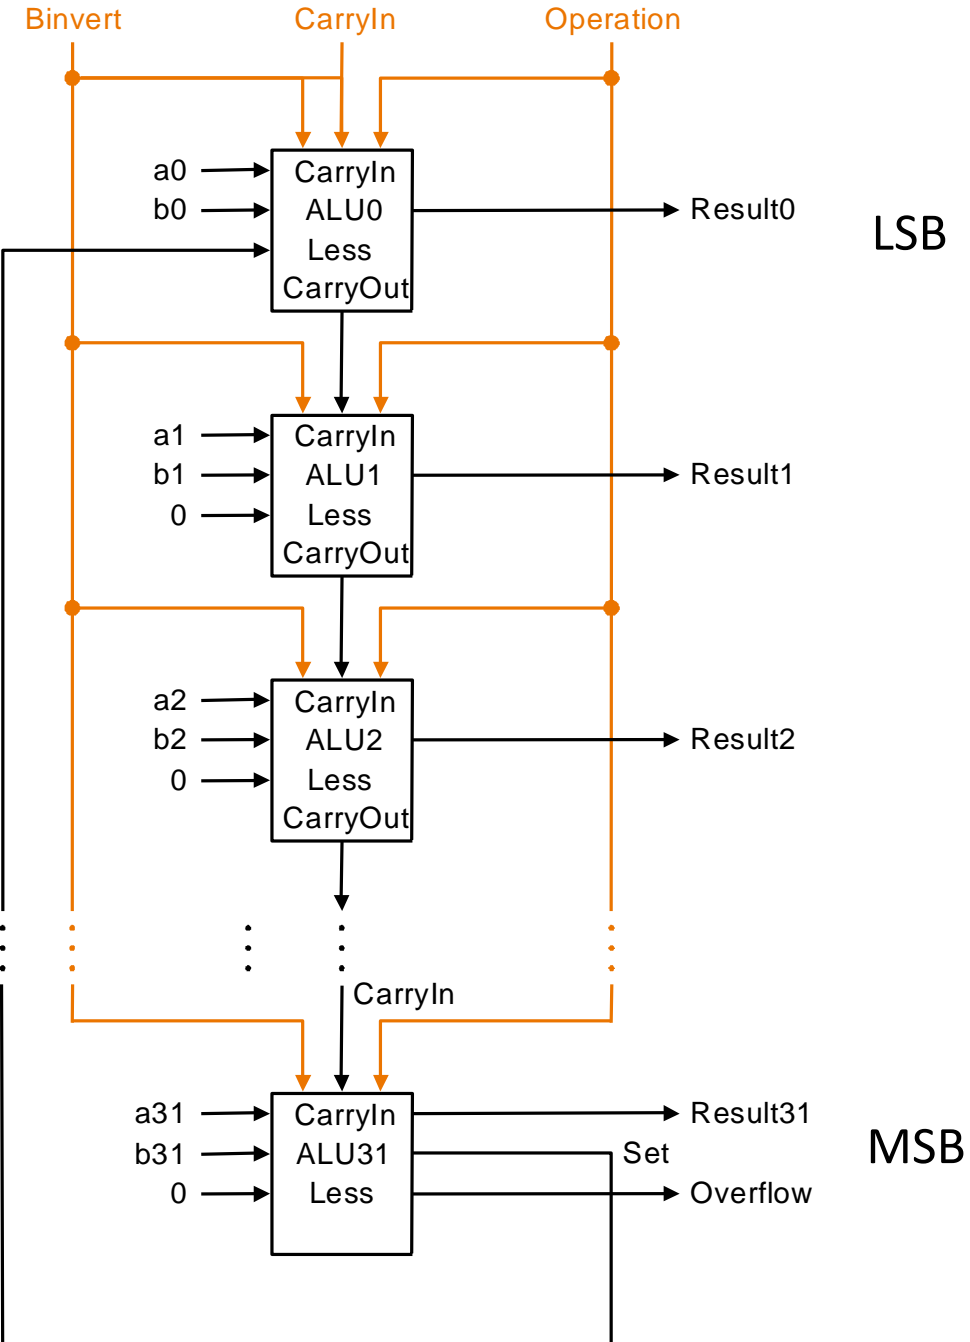 Binvert CarryIn Operation
a0 CarryIn
b0 ALU0 Result0 LSB
Less
CarryOut
a1 CarryIn
b1 ALU1 Result1
0 Less
CarryOut
a2 CarryIn
b2 ALU2 Result2
0 Less
CarryOut
CarryIn
a31 CarryIn Result31
b31 ALU31 Set MSB
0 Less Overflow